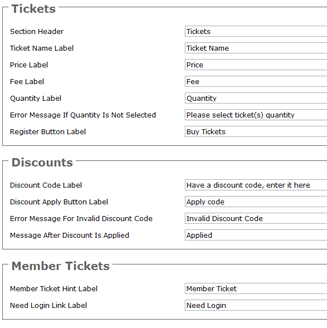 Tickets
Section Header Tickets
Ticket Name Label Ticket Name
Price Label Price
Fee Label Fee
Quantity Label Quantity
Error Message If Quantity Is Not Selected Please select ticket(s) quantity
Register Button Label Buy Tickets
Discounts
Discount Code Label Have a discount code, enter it here
Discount Apply Button Label Apply code
Error Message For Invalid Discount Code Invalid Discount Code
Message After Discount Is Applied Applied
Member Tickets
Member Ticket Hint Label Member Ticket
Need Login Link Label Need Login